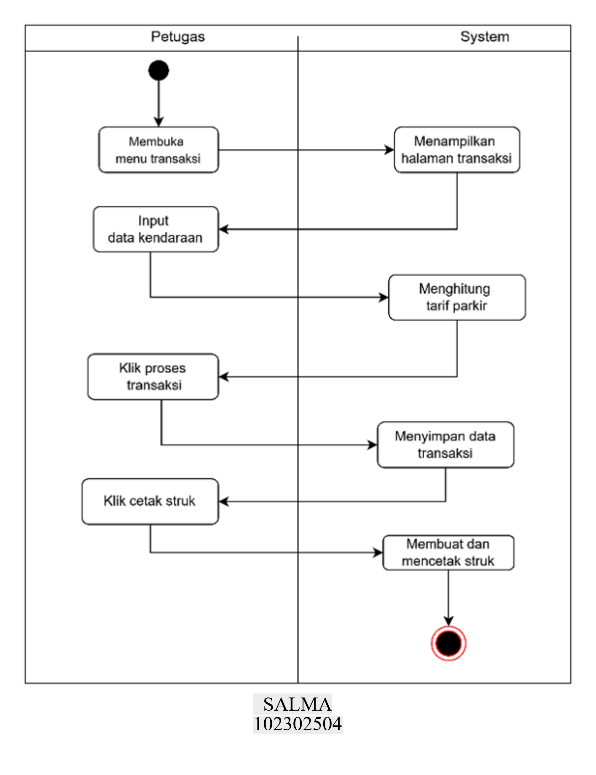 Petugas
System
Membuka
menu transaksi
Menampilkan
halaman transaksi
Input
data kendaraan
Menghitung
tarif parkir
Klik proses
transaksi
Menyimpan data
transaksi
Klik cetak struk
Membuat dan
mencetak struk
SALMA
102302504